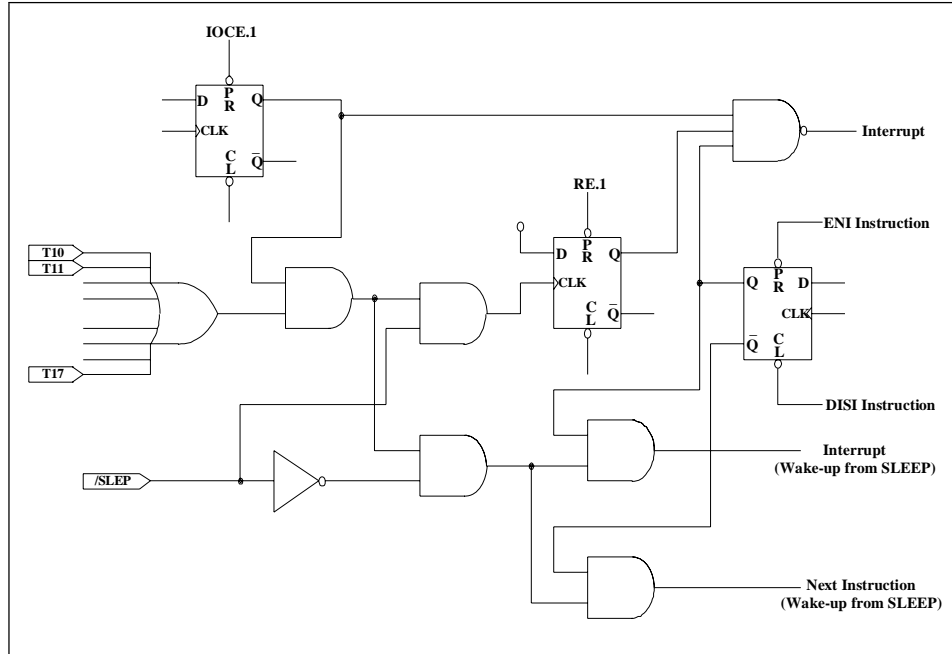 IOCE.1
D
P
R
Q
CLK
C
L
Q
Interrupt
RE.1
D
P
R
Q
CLK
C
L
Q
ENI Instruction
Q
P
R
D
CLK
Q
C
L
DISI Instruction
T10
T11
T17
/SLEP
Interrupt
(Wake-up from SLEEP)
Next Instruction
(Wake-up from SLEEP)